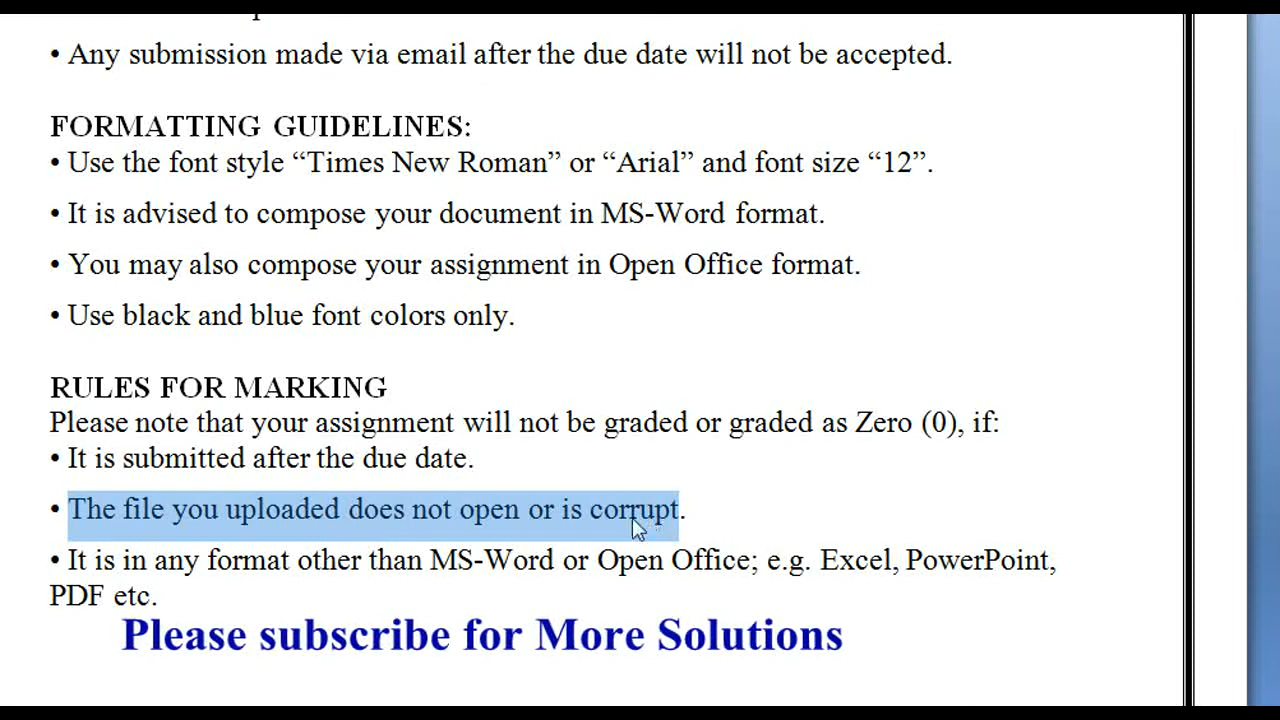 • Any submission made via email after the due date will not be accepted.
FORMATTING GUIDELINES:
• Use the font style “Times New Roman” or “Arial” and font size “12”.
• It is advised to compose your document in MS-Word format.
• You may also compose your assignment in Open Office format.
• Use black and blue font colors only.
RULES FOR MARKING
Please note that your assignment will not be graded or graded as Zero (0), if:
• It is submitted after the due date.
• The file you uploaded does not open or is corrupt.
• It is in any format other than MS-Word or Open Office; e.g. Excel, PowerPoint,
PDF etc.
Please subscribe for More Solutions